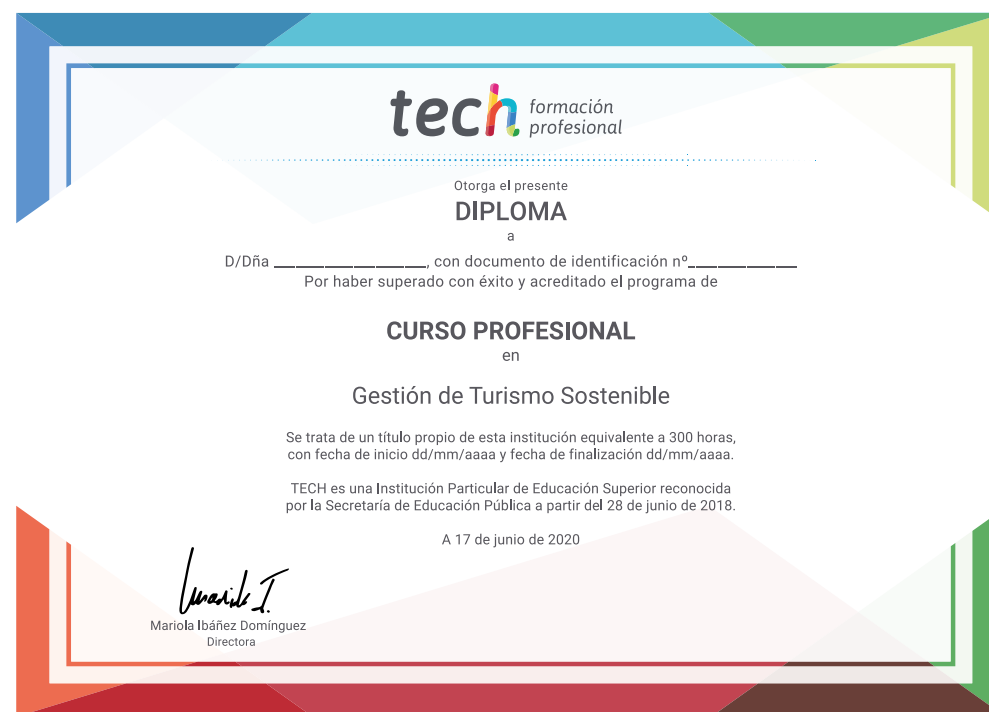 tech formación
profesional
Otorga el presente
DIPLOMA
a
D/Dña ______________, con documento de identificación nº__________
Por haber superado con éxito y acreditado el programa de
CURSO PROFESIONAL
en
Gestión de Turismo Sostenible
Se trata de un título propio de esta institución equivalente a 300 horas,
con fecha de inicio dd/mm/aaaa y fecha de finalización dd/mm/aaaa.
TECH es una Institución Particular de Educación Superior reconocida
por la Secretaría de Educación Pública a partir del 28 de junio de 2018.
A 17 de junio de 2020
Mariola Ibáñez Domínguez
Directora